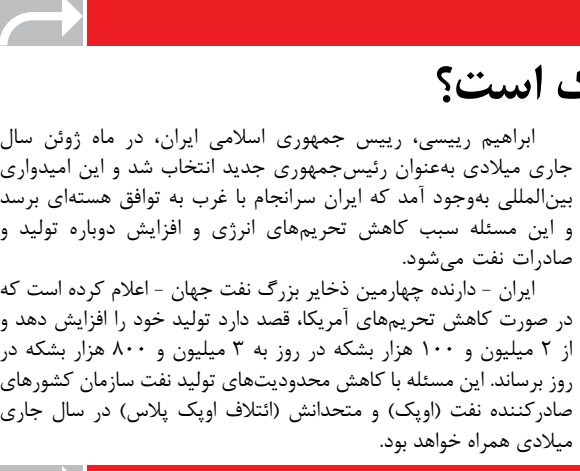 است؟
ابراهیم رییسی، رییس جمهوری اسلامی ایران، در ماه ژوئن سال
جاری میلادی به‌عنوان رئیس‌جمهوری جدید انتخاب شد و این امیدواری
بین‌المللی به‌وجود آمد که ایران سرانجام با غرب به توافق هسته‌ای برسد
و این مسئله سبب کاهش تحریم‌های انرژی و افزایش دوباره تولید و
صادرات نفت می‌شود.
ایران - دارنده چهارمین ذخایر بزرگ نفت جهان - اعلام کرده است که
در صورت کاهش تحریم‌های آمریکا، قصد دارد تولید خود را افزایش دهد و
از ۲ میلیون و ۱۰۰ هزار بشکه در روز به ۳ میلیون و ۸۰۰ هزار بشکه در
روز برساند. این مسئله با کاهش محدودیت‌های تولید نفت سازمان کشورهای
صادرکننده نفت (اوپک) و متحدانش (ائتلاف اوپک پلاس) در سال جاری
میلادی همراه خواهد بود.